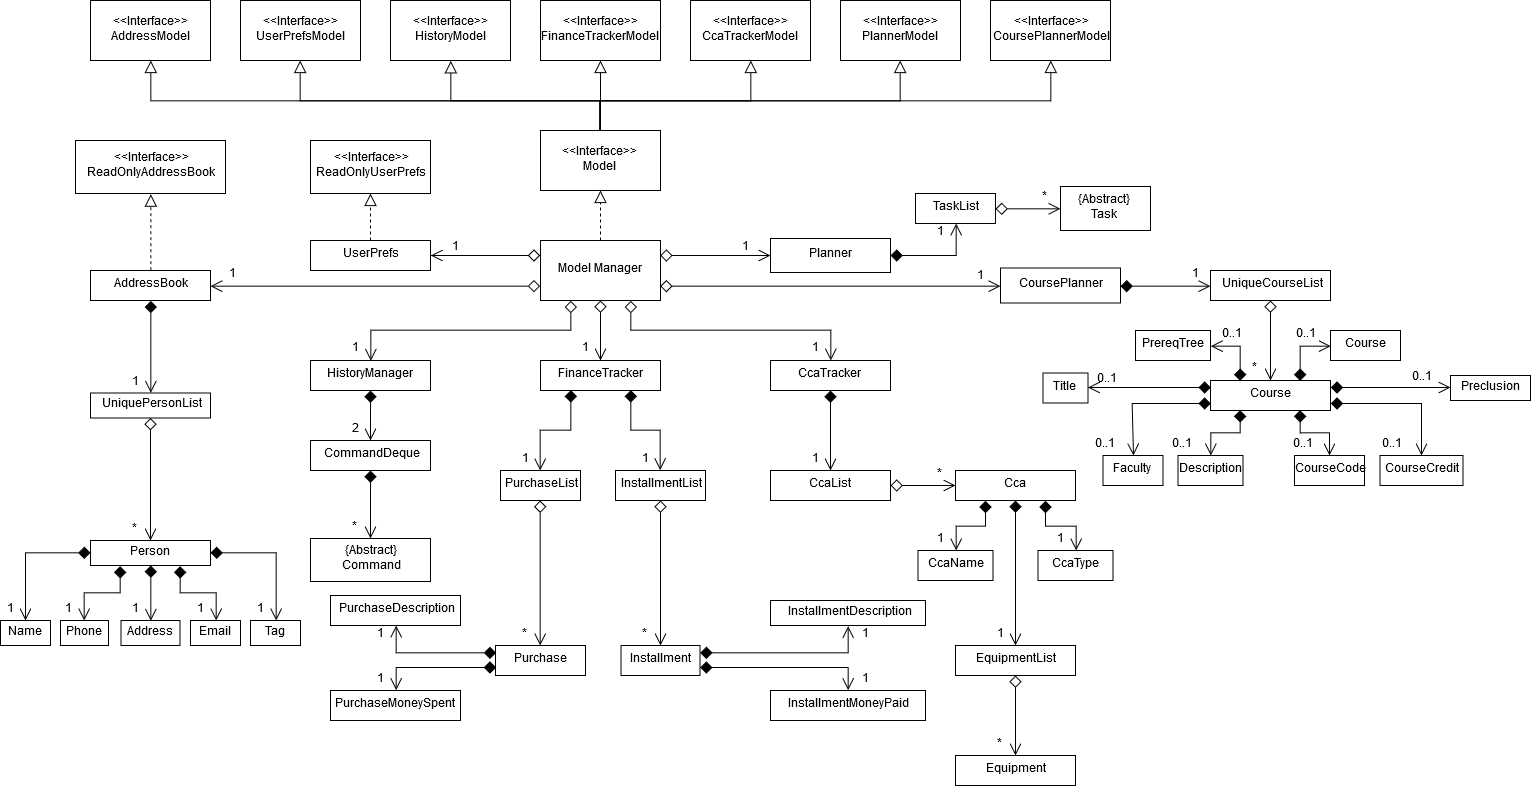 <<Interface>>
AddressModel
<<Interface>>
UserPrefsModel
<<Interface>>
HistoryModel
<<Interface>>
FinanceTrackerModel
<<Interface>>
CcaTrackerModel
<<Interface>>
PlannerModel
<<Interface>>
CoursePlannerModel
<<Interface>>
ReadOnlyAddressBook
<<Interface>>
ReadOnlyUserPrefs
<<Interface>>
Model
TaskList
*
{Abstract}
Task
UserPrefs
1
Model Manager
1
Planner
1
AddressBook
1
1
CoursePlanner
1
UniqueCourseList
1
1
1
PrereqTree
0..1
0..1
Course
*
HistoryManager
FinanceTracker
CcaTracker
Title
0..1
Course
0..1
Preclusion
1
UniquePersonList
2
CommandDeque
1
PurchaseList
1
InstallmentList
1
CcaList
*
Cca
0..1
Faculty
0..1
Description
0..1
CourseCode
0..1
CourseCredit
*
Person
*
{Abstract}
Command
1
CcaName
1
CcaType
1
Name
1
Phone
1
Address
1
Email
1
Tag
PurchaseDescription
1
*
Purchase
1
PurchaseMoneySpent
*
Installment
InstallmentDescription
1
1
InstallmentMoneyPaid
1
EquipmentList
*
Equipment